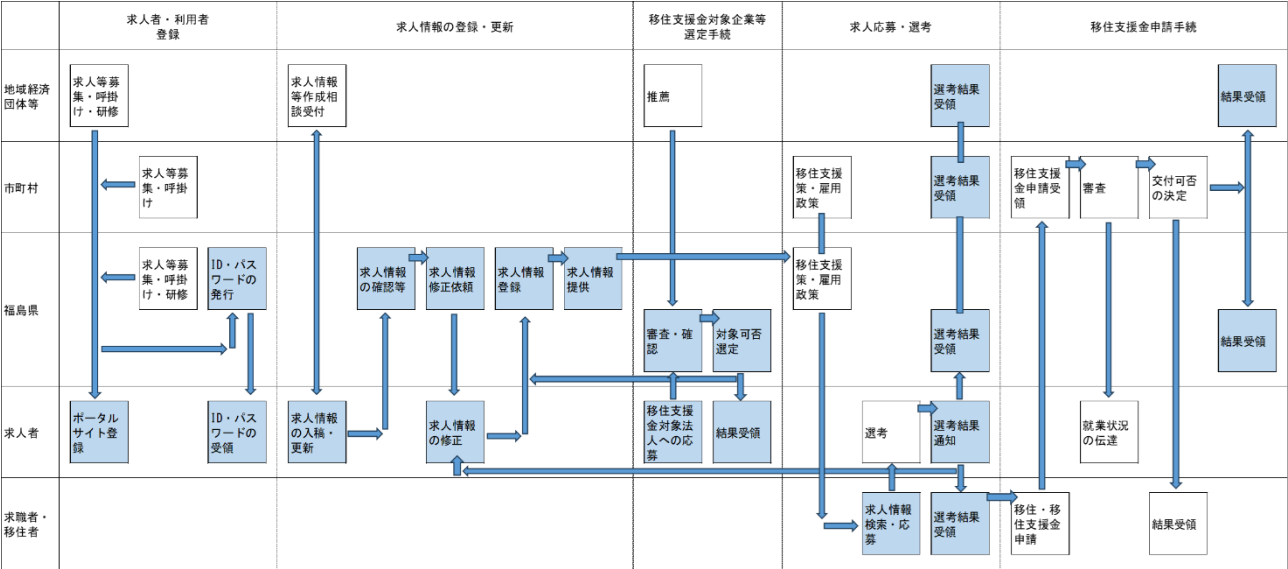 求人者・利用者
登録
求人情報の登録・更新
移住支援金対象企業等
選定手続
求人応募・選考
移住支援金申請手続
地域経済
団体等
求人等募
集・呼掛
け・研修
求人情報
等作成相
談受付
推薦
選考結果
受領
結果受領
市町村
求人等募
集・呼掛
け
移住支援
策・雇用
政策
選考結果
受領
移住支援
金申請受
領
審査
交付可否
の決定
福島県
求人等募
集・呼掛
け・研修
ID・パス
ワードの
発行
求人情報
の確認等
求人情報
修正依頼
求人情報
登録
求人情報
提供
移住支援
策・雇用
政策
審査・確
認
対象可否
選定
選考結果
受領
結果受領
求人者
ポータル
サイト登
録
ID・パス
ワードの
受領
求人情報
の入稿・
更新
求人情報
の修正
移住支援
金対象法
人への応
募
結果受領
選考
選考結果
通知
就業状況
の伝達
求職者・
移住者
求人情報
検索・応
募
選考結果
受領
移住・移
住支援金
申請
結果受領